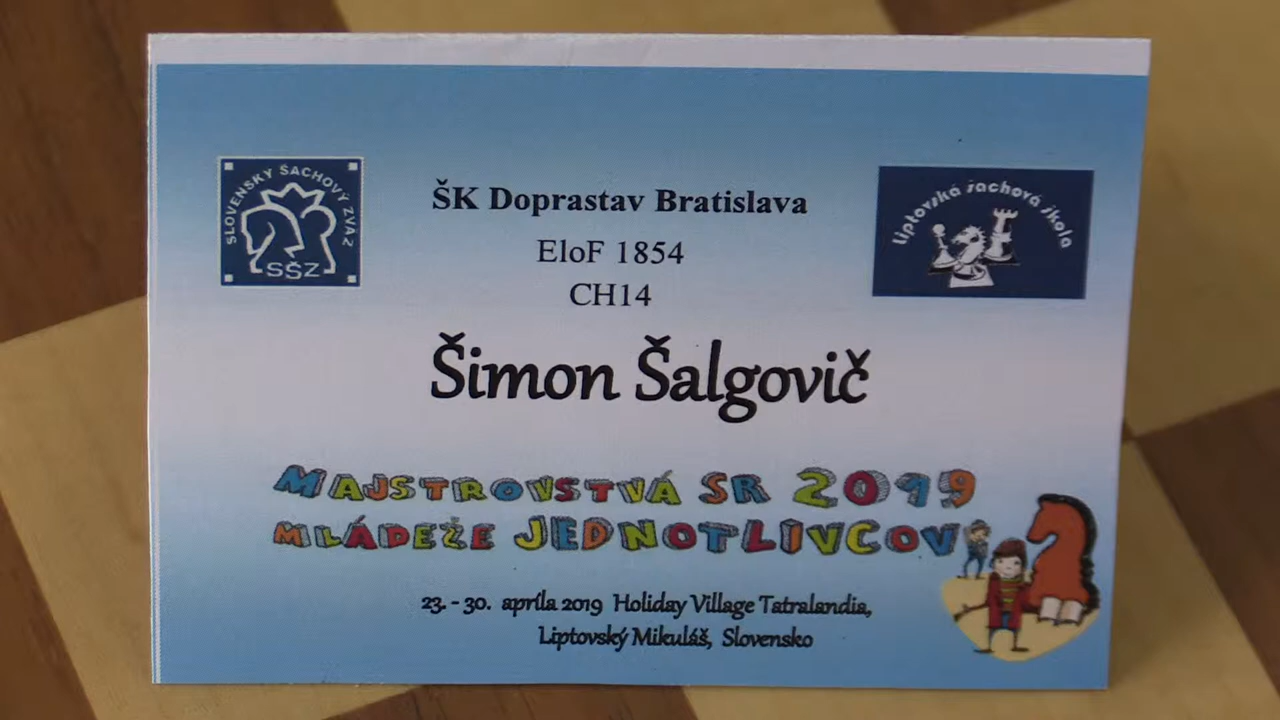 SLOVENSKÝ ŠACHOVÝ ZVÄZ
SŠZ
Liptovská šachová škola
ŠK Doprastav Bratislava
EloF 1854
CH14
Šimon Šalgovič
MAJSTROVSTVÁ SR 2019
MLÁDEŽE JEDNOTLIVCOV
23. - 30. apríla 2019 Holiday Village Tatralandia,
Liptovský Mikuláš, Slovensko